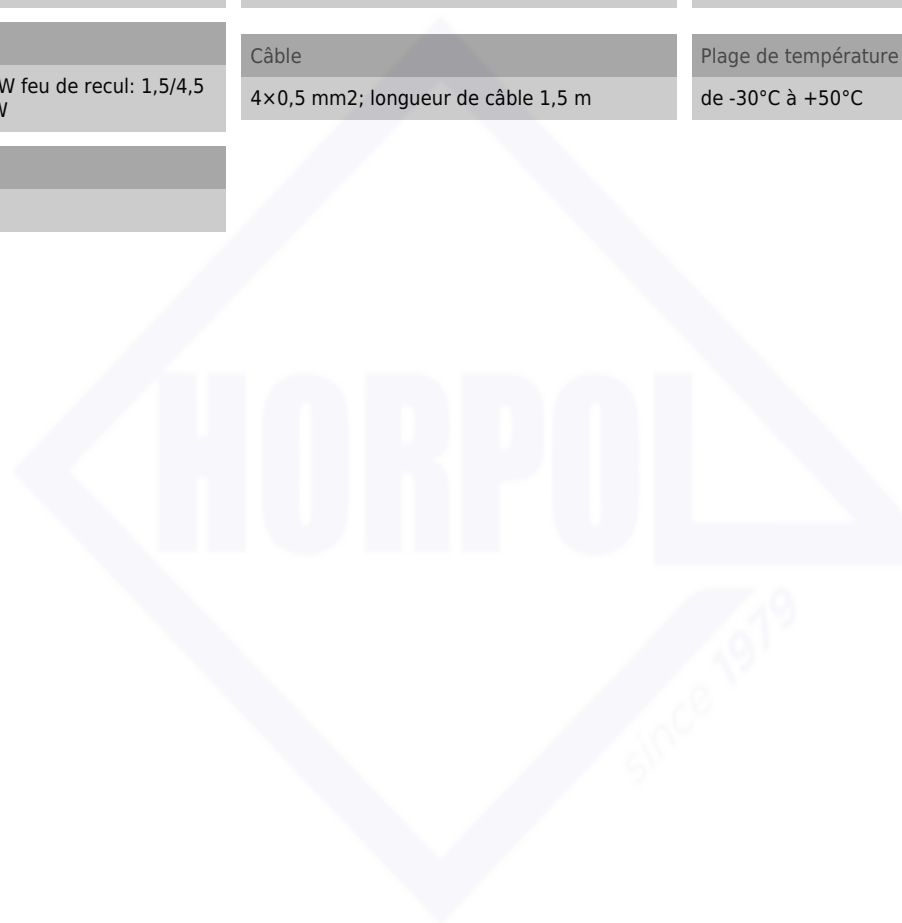 W feu de recul: 1,5/4,5
W
Câble
4×0,5 mm2; longueur de câble 1,5 m
Plage de température
de -30°C à +50°C
HORPOL
since 1979